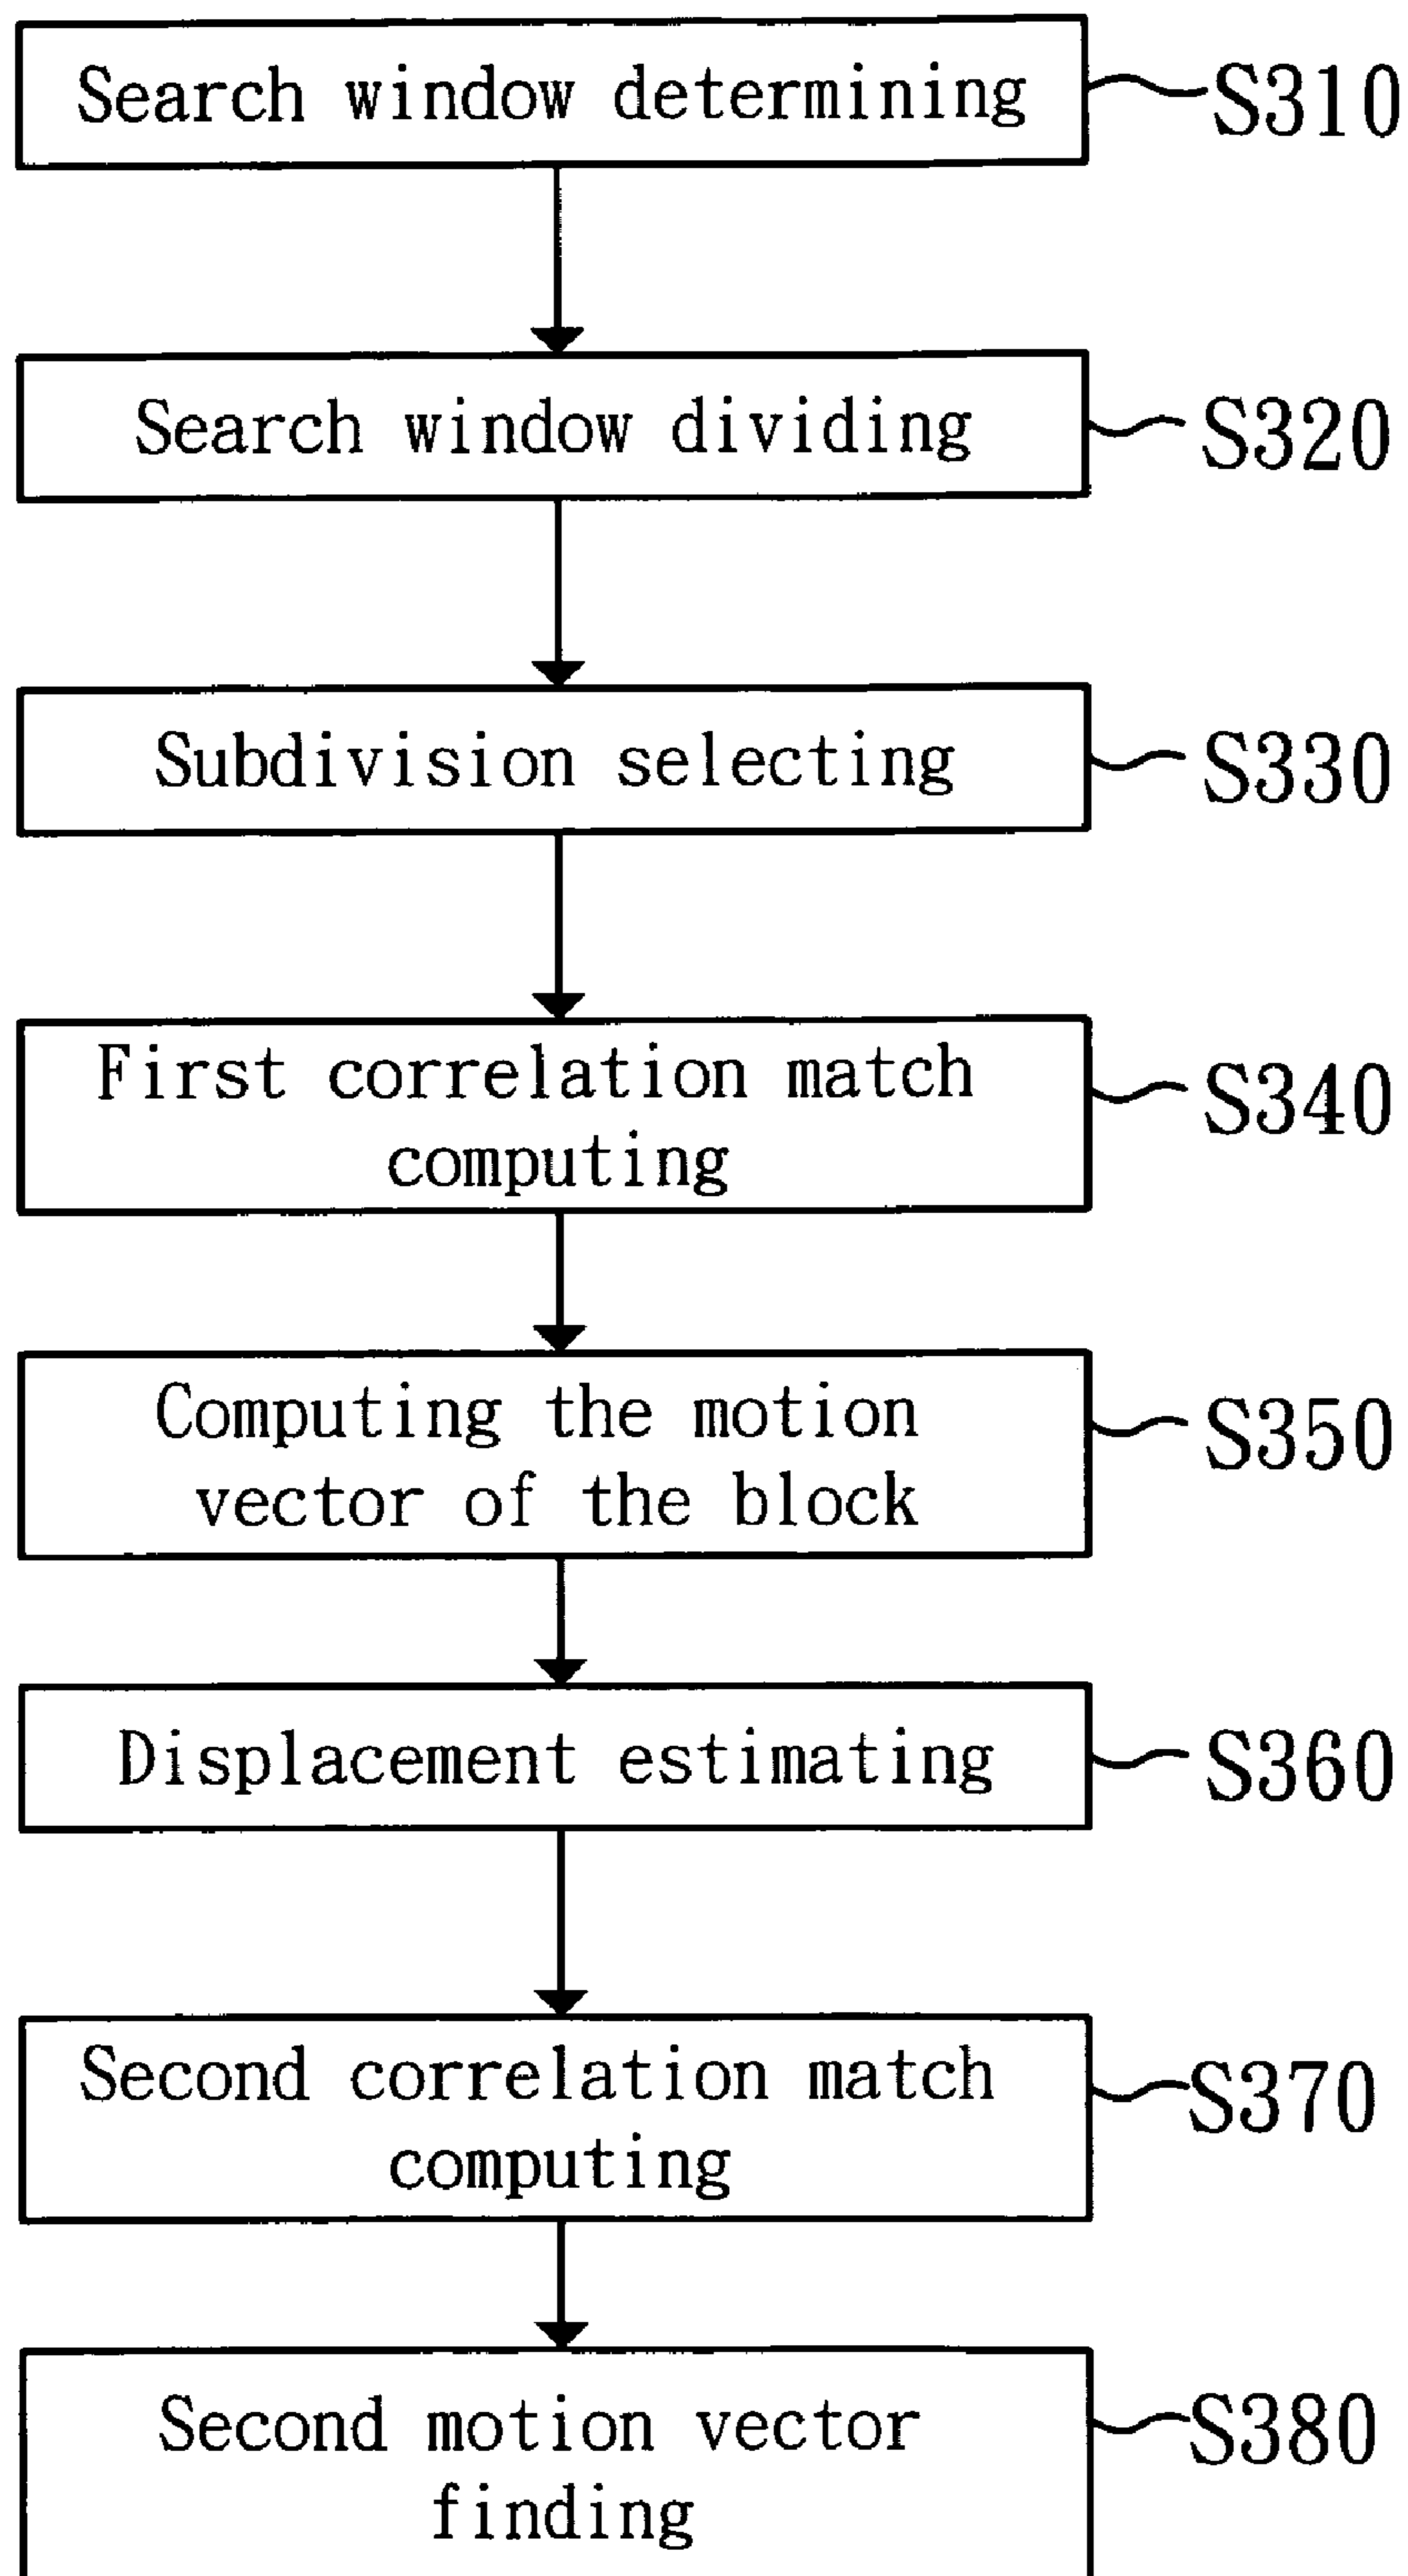 Search window determining S310
Search window dividing S320
Subdivision selecting S330
First correlation match S340
computing
Computing the motion S350
vector of the block
Displacement estimating S360
Second correlation match S370
computing
Second motion vector S380
finding